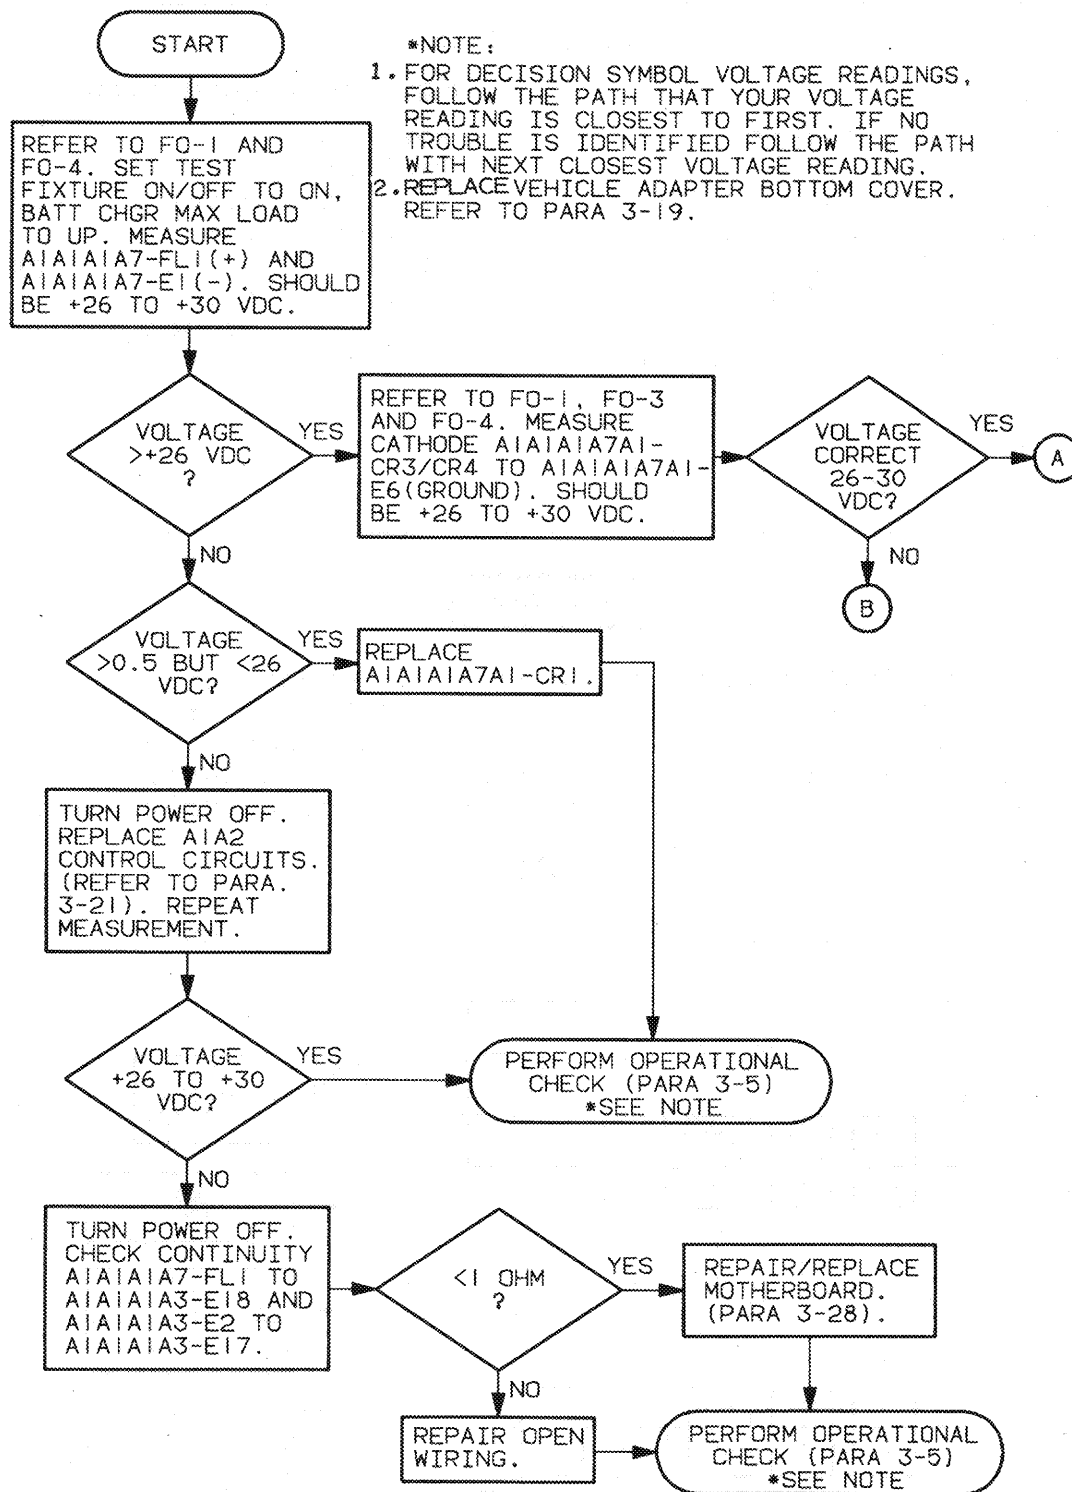 START
*NOTE:
1. FOR DECISION SYMBOL VOLTAGE READINGS,
FOLLOW THE PATH THAT YOUR VOLTAGE
READING IS CLOSEST TO FIRST. IF NO
TROUBLE IS IDENTIFIED FOLLOW THE PATH
WITH NEXT CLOSEST VOLTAGE READING.
2. REPLACE VEHICLE ADAPTER BOTTOM COVER.
REFER TO PARA 3-19.
REFER TO FO-1 AND
FO-4. SET TEST
FIXTURE ON/OFF TO ON,
BATT CHGR MAX LOAD
TO UP. MEASURE
A1A1A1A7-FL1(+) AND
A1A1A1A7-E1(-). SHOULD
BE +26 TO +30 VDC.
VOLTAGE
>+26 VDC
?
YES
NO
REFER TO FO-1, FO-3
AND FO-4. MEASURE
CATHODE A1A1A1A7A1-
CR3/CR4 TO A1A1A1A7A1-
E6(GROUND). SHOULD
BE +26 TO +30 VDC.
VOLTAGE
CORRECT
26-30
VDC?
YES
A
NO
B
VOLTAGE
>0.5 BUT <26
VDC?
YES
NO
REPLACE
A1A1A1A7A1-CR1.
TURN POWER OFF.
REPLACE A1A2
CONTROL CIRCUITS.
(REFER TO PARA.
3-21). REPEAT
MEASUREMENT.
VOLTAGE
+26 TO +30
VDC?
YES
NO
PERFORM OPERATIONAL
CHECK (PARA 3-5)
*SEE NOTE
TURN POWER OFF.
CHECK CONTINUITY
A1A1A1A7-FL1 TO
A1A1A1A3-E18 AND
A1A1A1A3-E2 TO
A1A1A1A3-E17.
<1 OHM
?
YES
NO
REPAIR/REPLACE
MOTHERBOARD.
(PARA 3-28).
REPAIR OPEN
WIRING.
PERFORM OPERATIONAL
CHECK (PARA 3-5)
*SEE NOTE